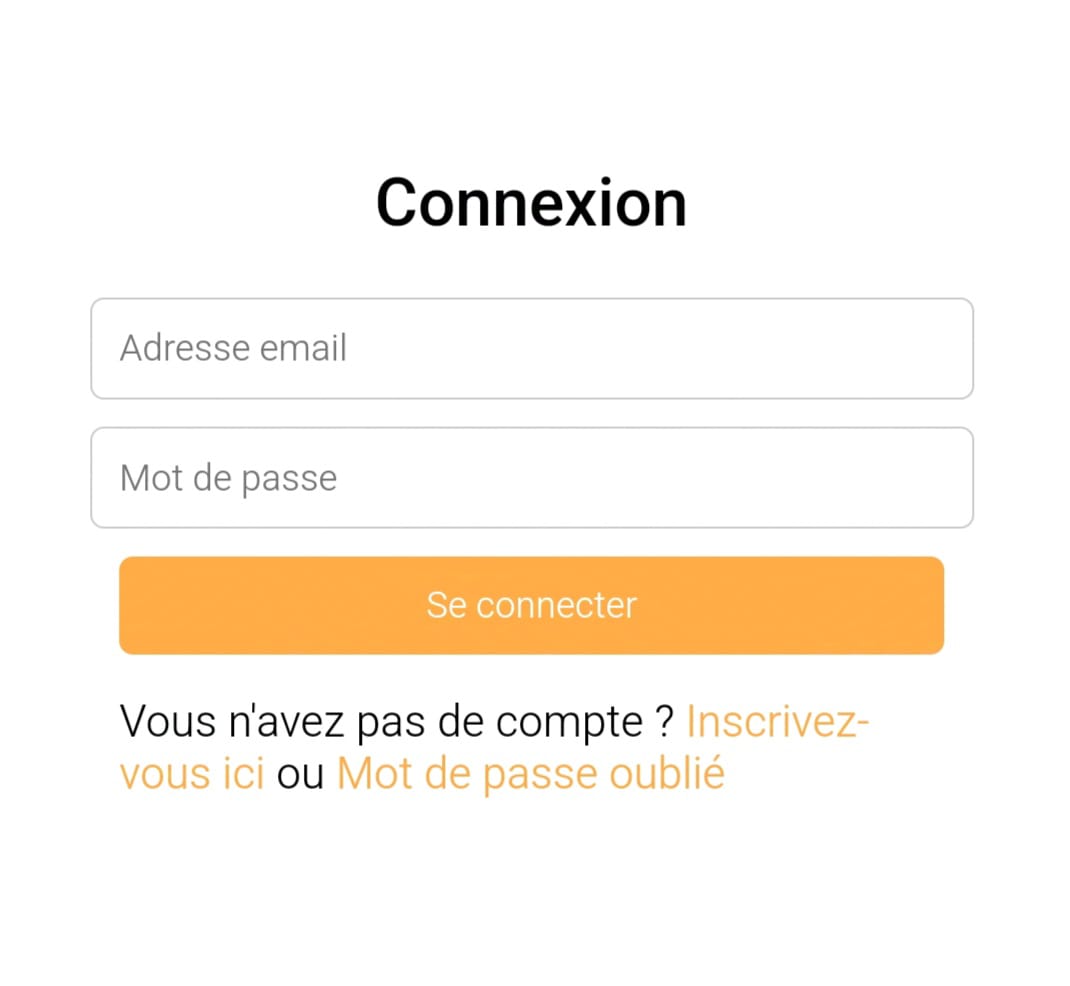 Connexion
Adresse email
Mot de passe
Se connecter
Vous n'avez pas de compte ? Inscrivez-
vous ici ou Mot de passe oublié